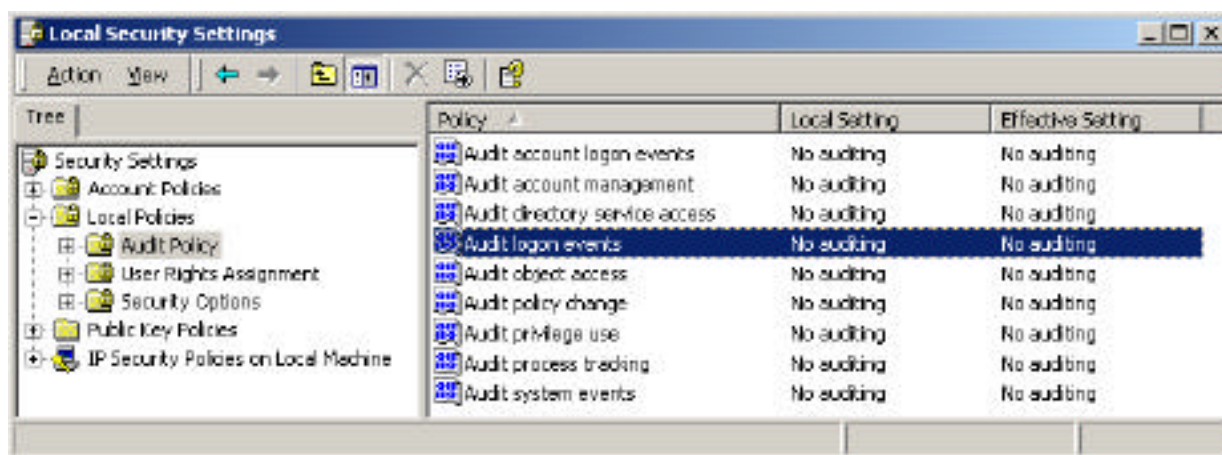 Local Security Settings
Action View
Tree
Security Settings
Account Policies
Local Policies
Audit Policy
User Rights Assignment
Security Options
Public Key Policies
IP Security Policies on Local Machine
Policy Local Setting Effective Setting
Audit account logon events No auditing No auditing
Audit account management No auditing No auditing
Audit directory service access No auditing No auditing
Audit logon events No auditing No auditing
Audit object access No auditing No auditing
Audit policy change No auditing No auditing
Audit privilege use No auditing No auditing
Audit process tracking No auditing No auditing
Audit system events No auditing No auditing